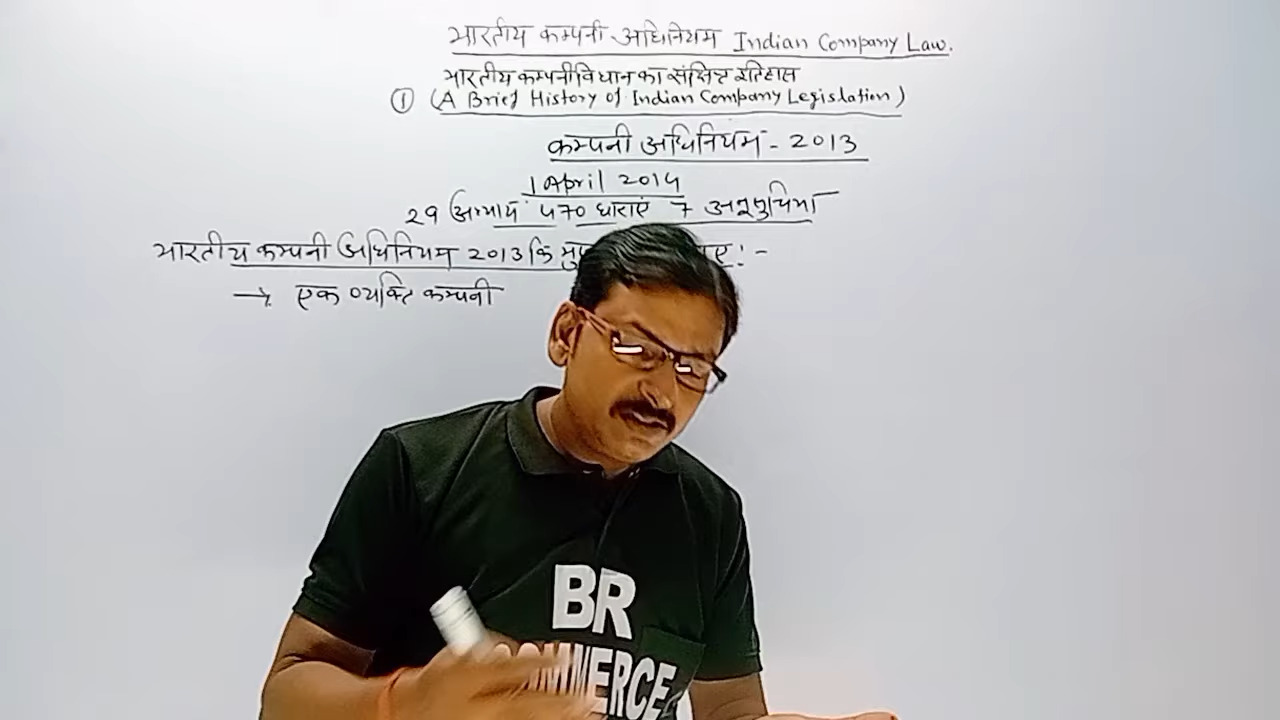 भारतीय कम्पनी अधिनियम Indian Company Law.
भारतीय कम्पनी विधान का संक्षिप्त इतिहास
① (A Brief History of Indian Company Legislation)
कम्पनी अधिनियम - 2013
1 April 2014
29 अध्याय 470 धाराएं 7 अनुसूचियां
भारतीय कम्पनी अधिनियम 2013 कि : -
→ एक व्यक्ति कम्पनी
BR
COMMERCE